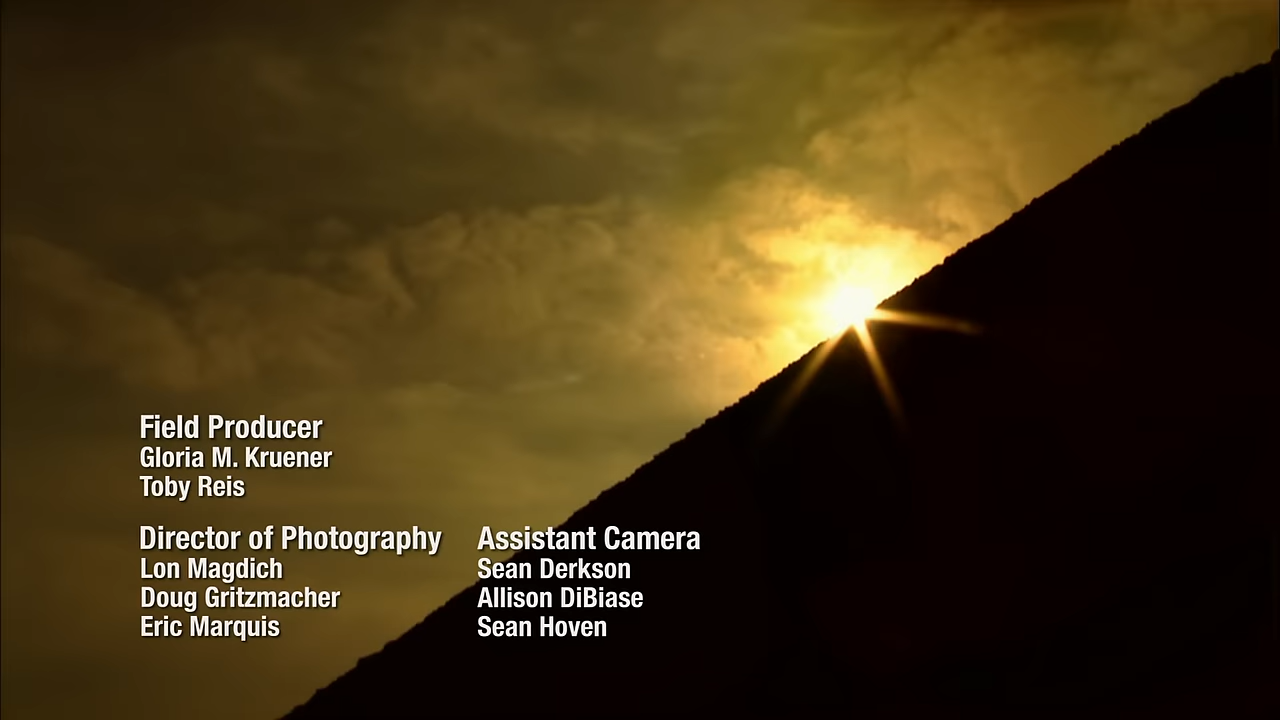 Field Producer
Gloria M. Kruener
Toby Reis
Director of Photography
Lon Magdich
Doug Gritzmacher
Eric Marquis
Assistant Camera
Sean Derkson
Allison DiBiase
Sean Hoven